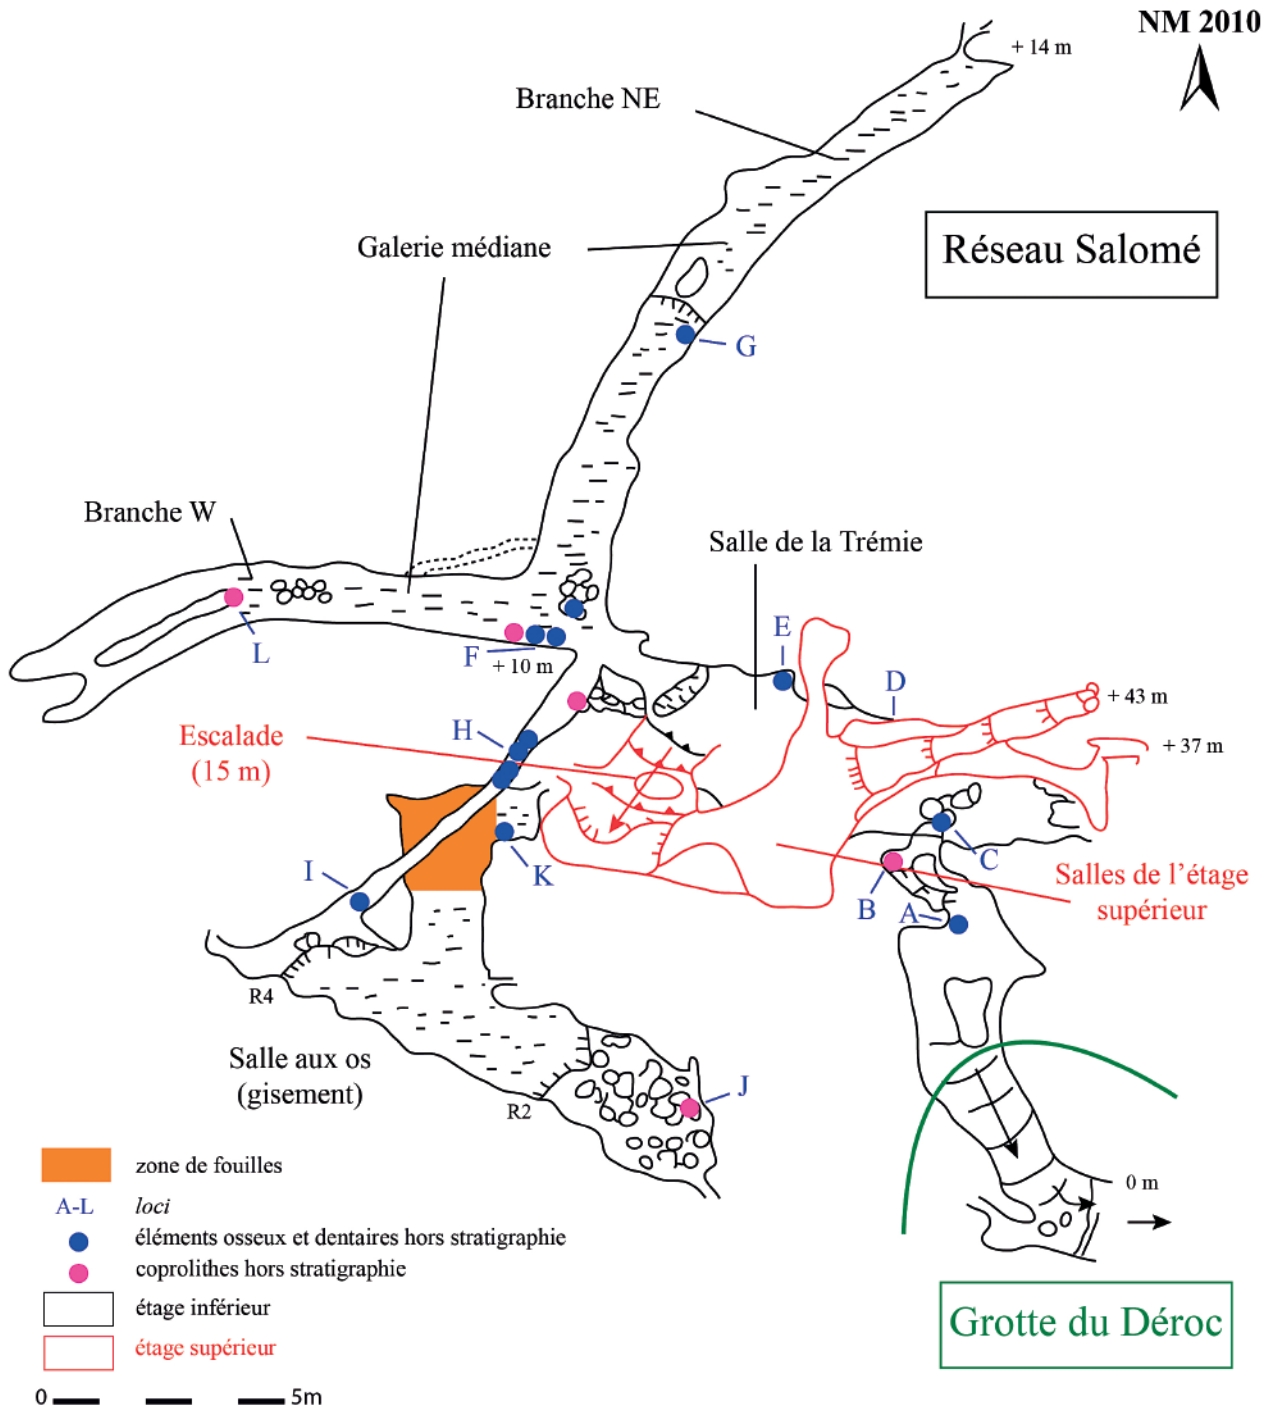 NM 2010
+ 14 m
Branche NE
Réseau Salomé
Galerie médiane
G
Branche W
Salle de la Trémie
E
L
F
+ 10 m
D
+ 43 m
H
Escalade
(15 m)
+ 37 m
C
K
I
B
A
Salles de l’étage
supérieur
R4
Salle aux os
(gisement)
R2
J
zone de fouilles
0 m
A-L
loci
éléments osseux et dentaires hors stratigraphie
coprolithes hors stratigraphie
étage inférieur
Grotte du Déroc
étage supérieur
0
5m